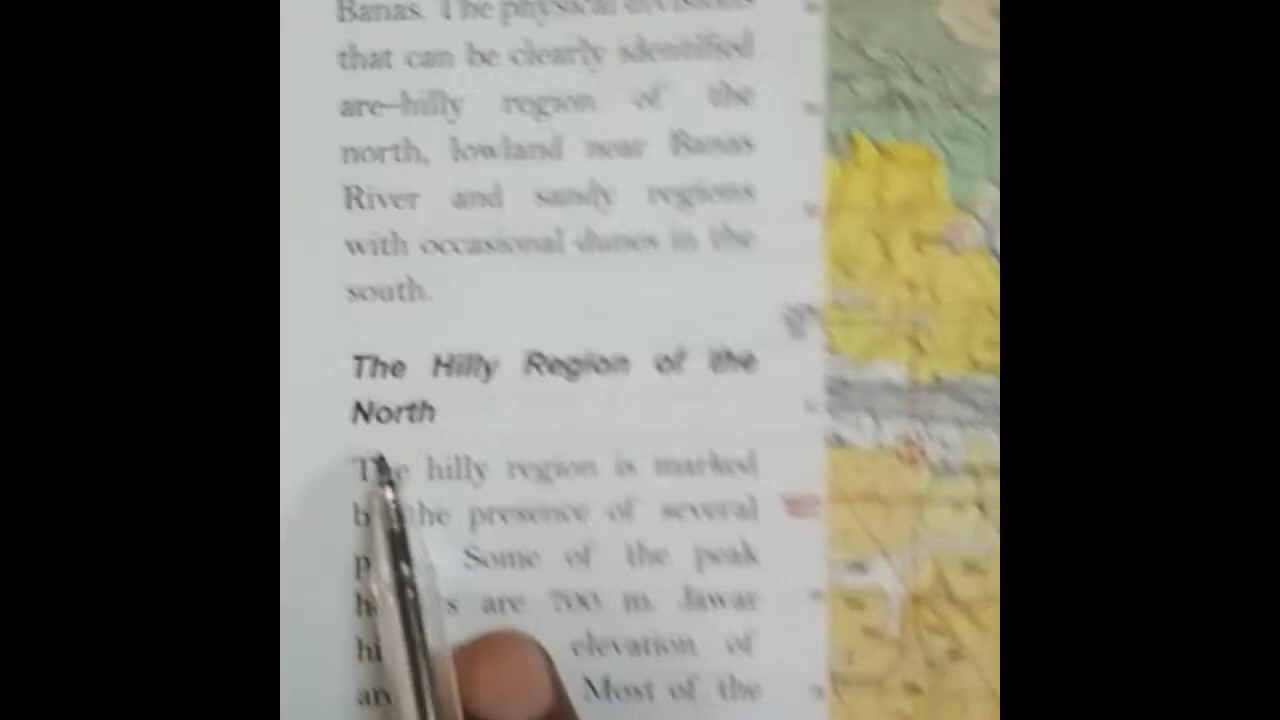 Banas. The physical divisions
that can be clearly identified
are–hilly region of the
north, lowland near Banas
River and sandy regions
with occasional dunes in the
south.
The Hilly Region of the
North
The hilly region is marked
the presence of several
Some of the peak
are 700 m. Jawar
elevation of
Most of the